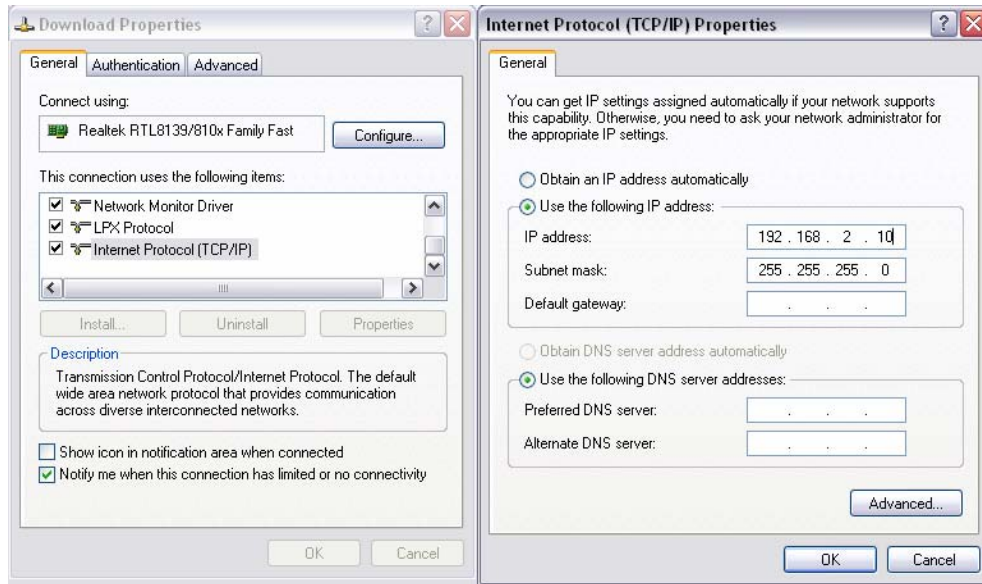 Download Properties
General Authentication Advanced
Connect using:
Realtek RTL8139/810x Family Fast
Configure...
This connection uses the following items:
Network Monitor Driver
LPX Protocol
Internet Protocol (TCP/IP)
Install... Uninstall Properties
Description
Transmission Control Protocol/Internet Protocol. The default
wide area network protocol that provides communication
across diverse interconnected networks.
Show icon in notification area when connected
Notify me when this connection has limited or no connectivity
OK Cancel
Internet Protocol (TCP/IP) Properties
General
You can get IP settings assigned automatically if your network supports
this capability. Otherwise, you need to ask your network administrator for
the appropriate IP settings.
Obtain an IP address automatically
Use the following IP address:
IP address: 192 . 168 . 2 . 10
Subnet mask: 255 . 255 . 255 . 0
Default gateway: . . .
Obtain DNS server address automatically
Use the following DNS server addresses:
Preferred DNS server: . . .
Alternate DNS server: . . .
Advanced...
OK Cancel